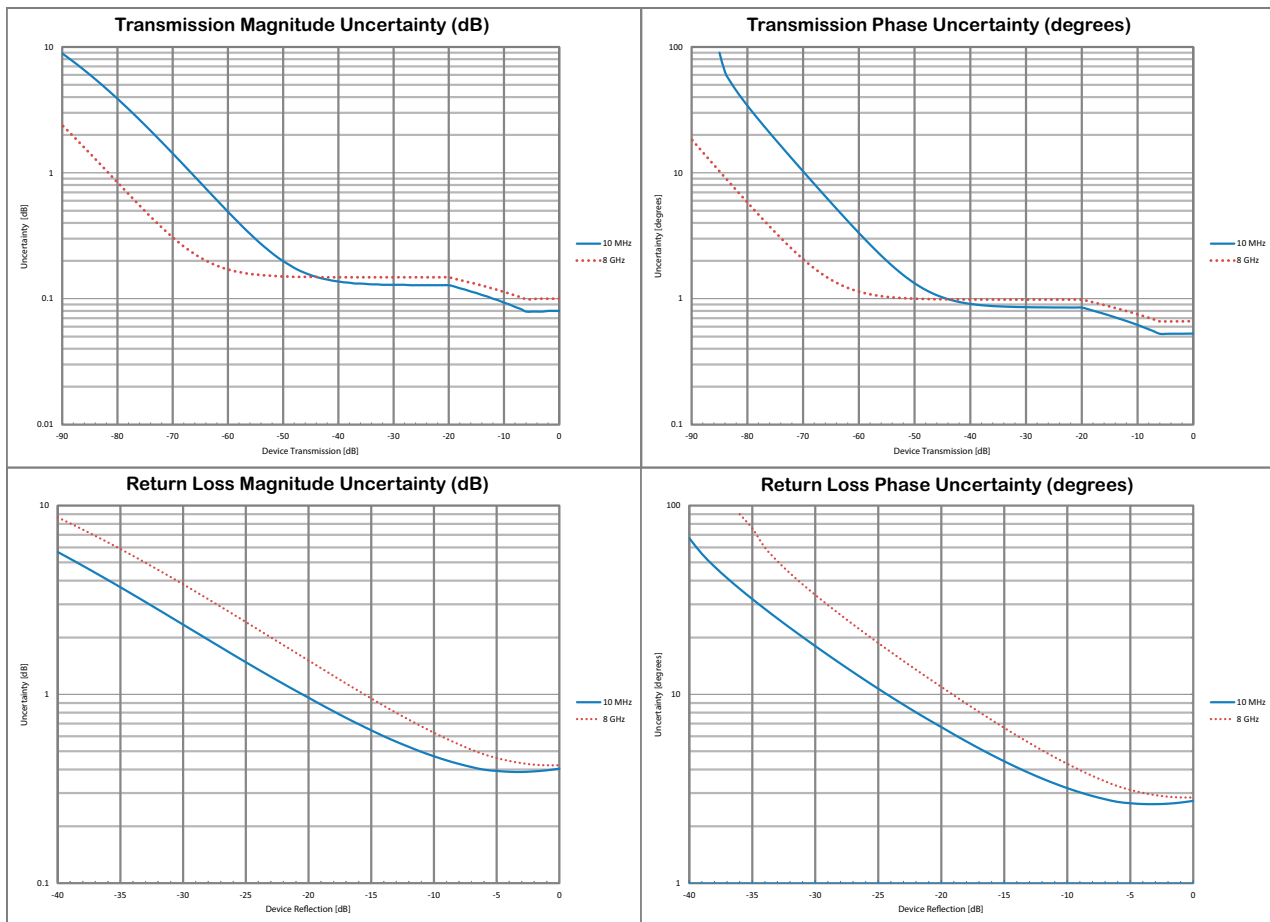 Transmission Magnitude Uncertainty (dB)
10
1
0.1
0.01
Uncertainty [dB]
-90 -80 -70 -60 -50 -40 -30 -20 -10 0
Device Transmission [dB]
10 MHz
8 GHz
Transmission Phase Uncertainty (degrees)
100
10
1
0.1
Uncertainty [degrees]
-90 -80 -70 -60 -50 -40 -30 -20 -10 0
Device Transmission [dB]
10 MHz
8 GHz
Return Loss Magnitude Uncertainty (dB)
10
1
0.1
Uncertainty [dB]
-40 -35 -30 -25 -20 -15 -10 -5 0
Device Reflection [dB]
10 MHz
8 GHz
Return Loss Phase Uncertainty (degrees)
100
10
1
Uncertainty [degrees]
-40 -35 -30 -25 -20 -15 -10 -5 0
Device Reflection [dB]
10 MHz
8 GHz